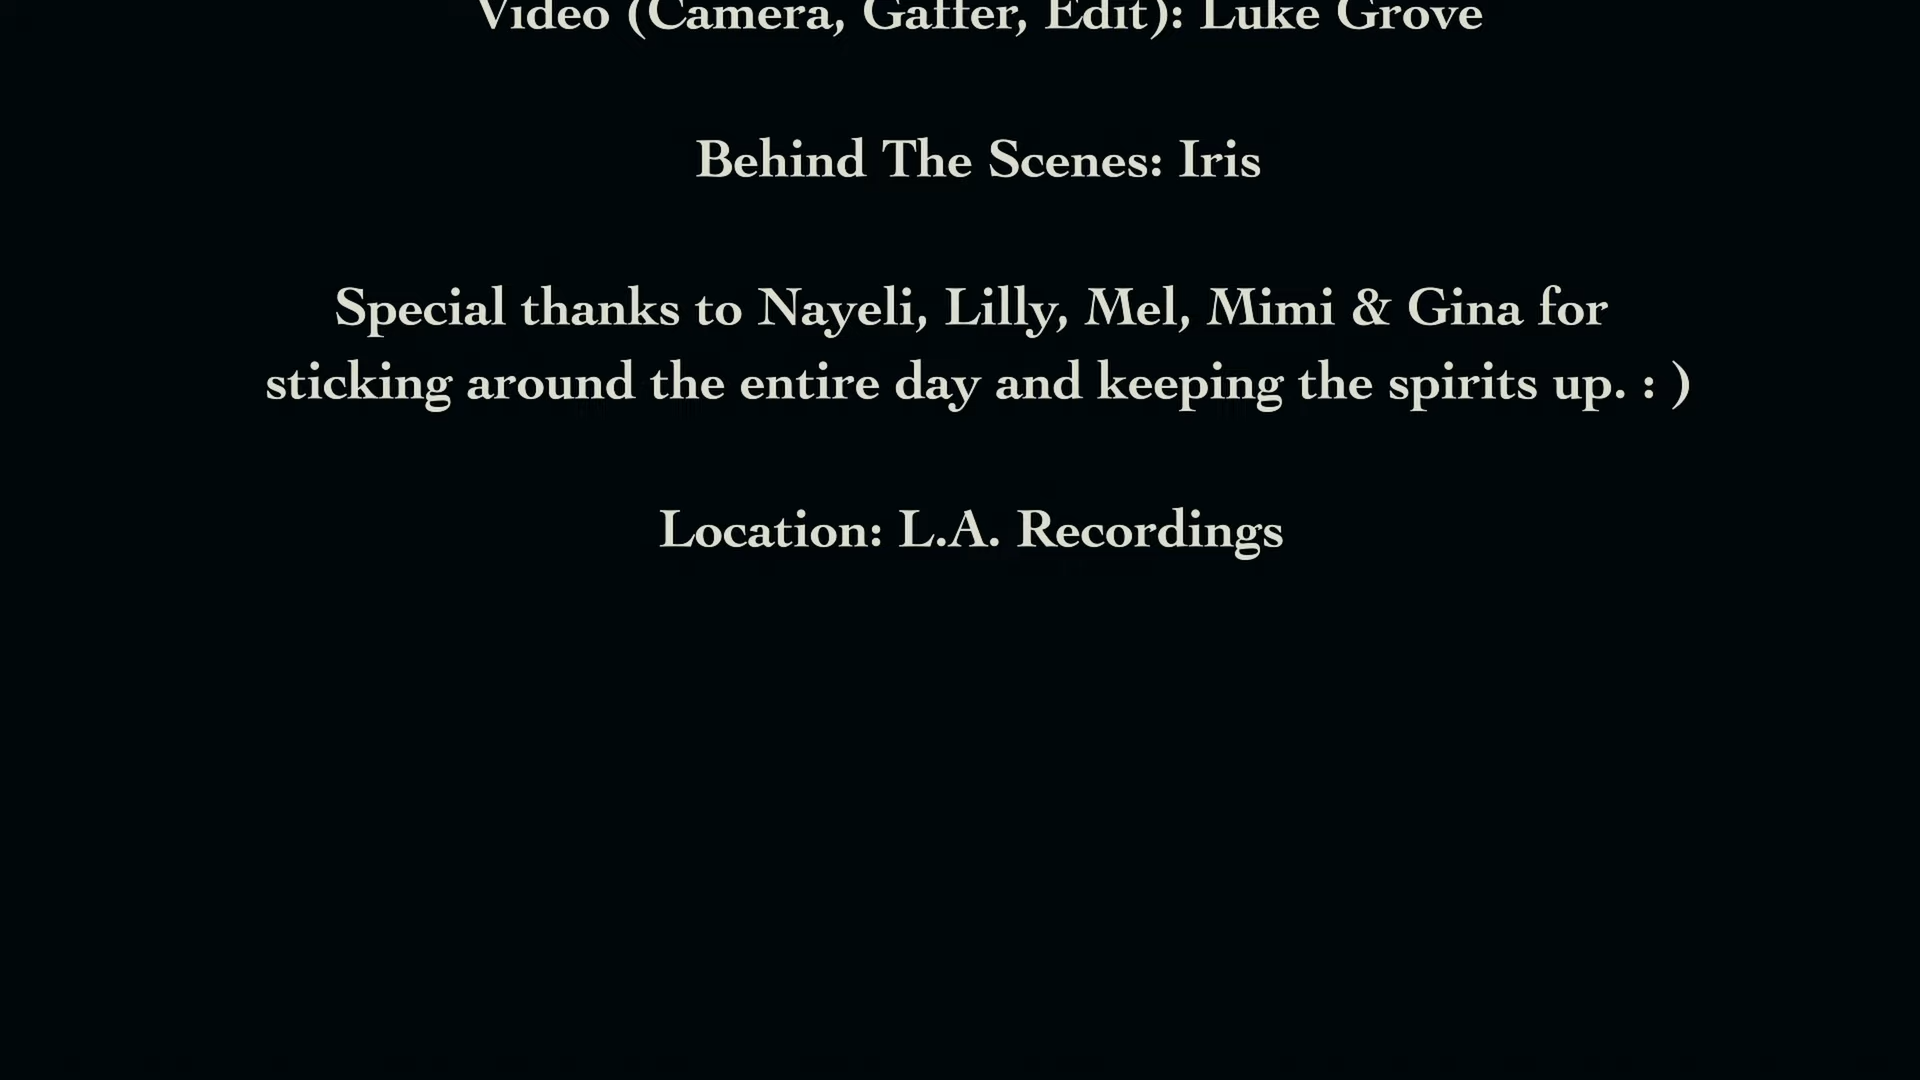 Video (Camera, Gaffer, Edit): Luke Grove
Behind The Scenes: Iris
Special thanks to Nayeli, Lilly, Mel, Mimi & Gina for
sticking around the entire day and keeping the spirits up. : )
Location: L.A. Recordings